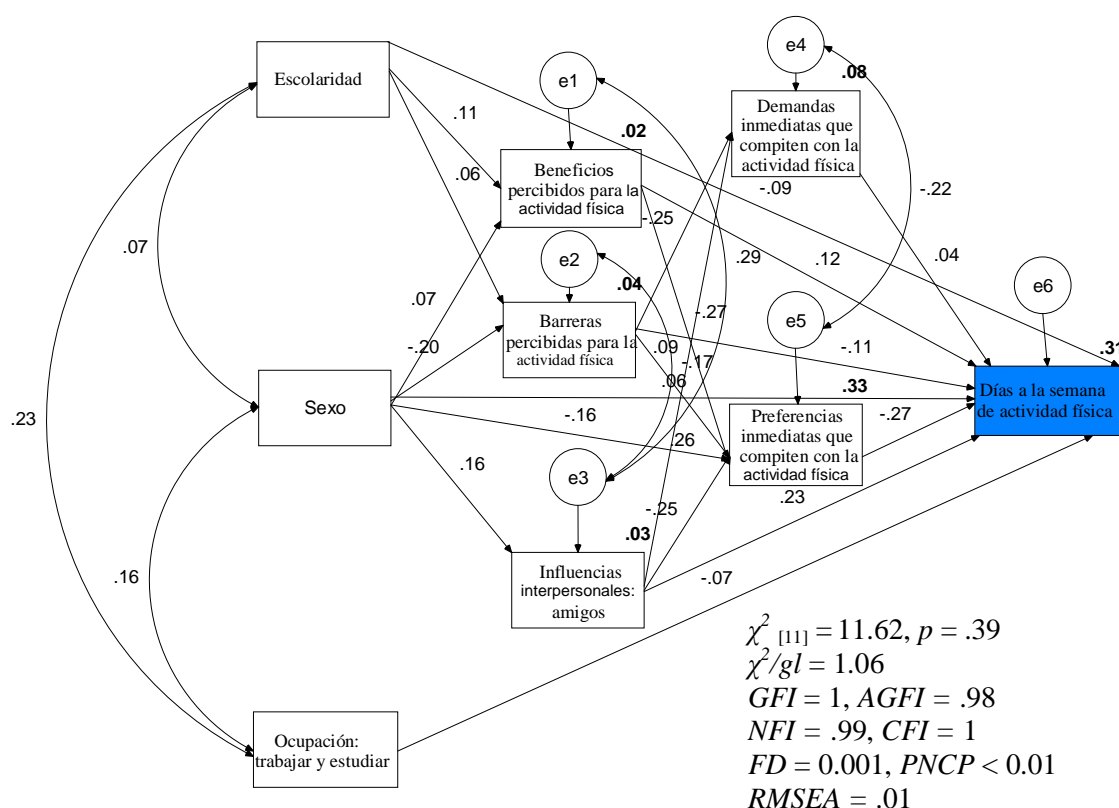 Escolaridad
Sexo
Ocupación:
trabajar y estudiar
.07
.23
.16
e1
.02
Beneficios
percibidos para la
actividad física
e2
.04
Barreras
percibidas para la
actividad física
e3
.03
Influencias
interpersonales:
amigos
e4
.08
Demandas
inmediatas que
compiten con la
actividad física
e5
.33
Preferencias
inmediatas que
compiten con la
actividad física
e6
.31
Días a la semana
de actividad física
.11
.06
.07
-.20
-.16
.16
-.25
.29
.12
-.09
-.22
.04
-.27
-.17
.09
.06
.26
-.25
-.11
-.27
.23
-.07
χ² [11] = 11.62, p = .39
χ²/gl = 1.06
GFI = 1, AGFI = .98
NFI = .99, CFI = 1
FD = 0.001, PNCP < 0.01
RMSEA = .01